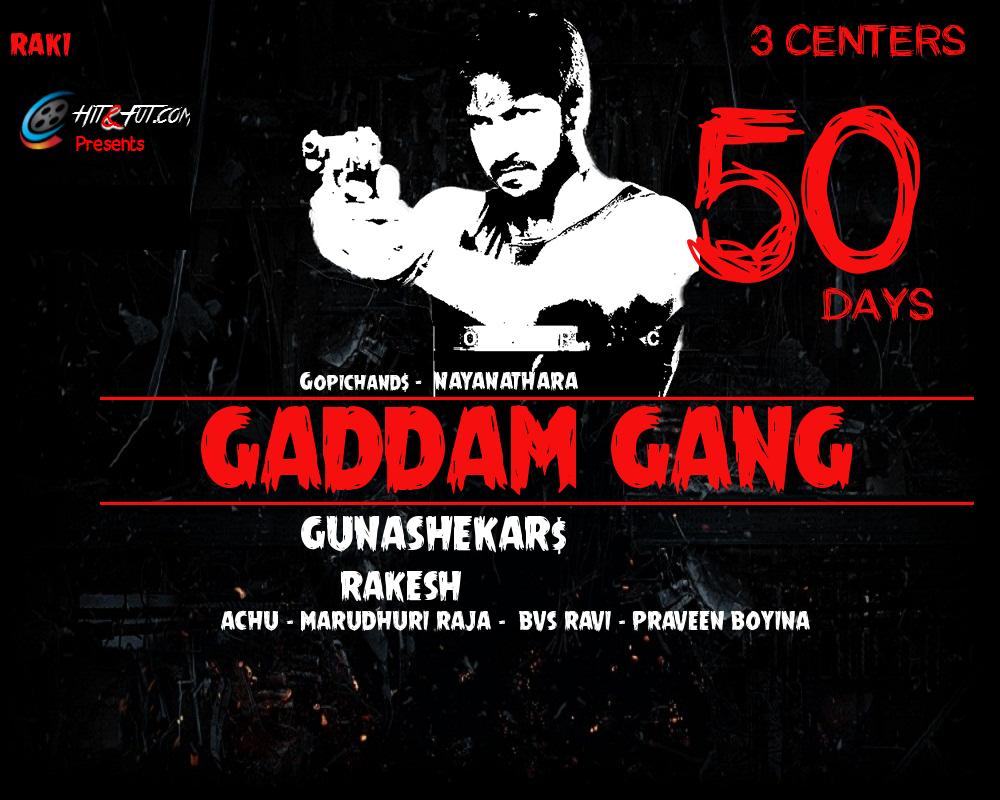 RAKI
3 CENTERS
HIT&FUT.COM
Presents
50
DAYS
GOPICHAND$ - NAYANATHARA
GADDAM GANG
GUNASHEKAR$
RAKESH
ACHU - MARUDHURI RAJA - BVS RAVI - PRAVEEN BOYINA